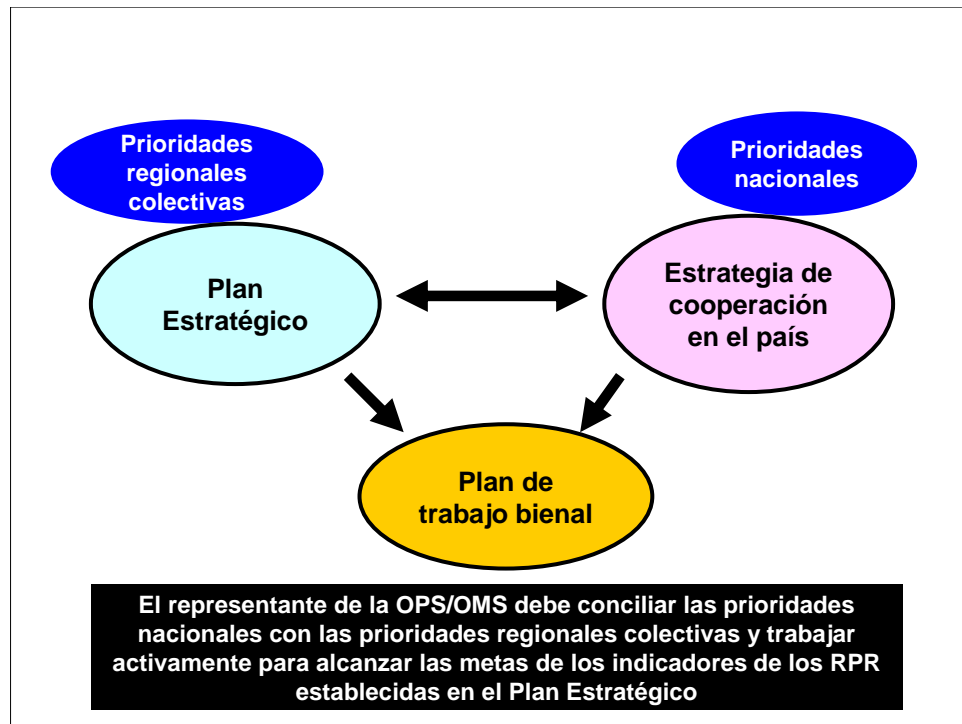 Prioridades
regionales
colectivas
Prioridades
nacionales
Plan
Estratégico
Estrategia de
cooperación
en el país
Plan de
trabajo bienal
El representante de la OPS/OMS debe conciliar las prioridades
nacionales con las prioridades regionales colectivas y trabajar
activamente para alcanzar las metas de los indicadores de los RPR
establecidas en el Plan Estratégico